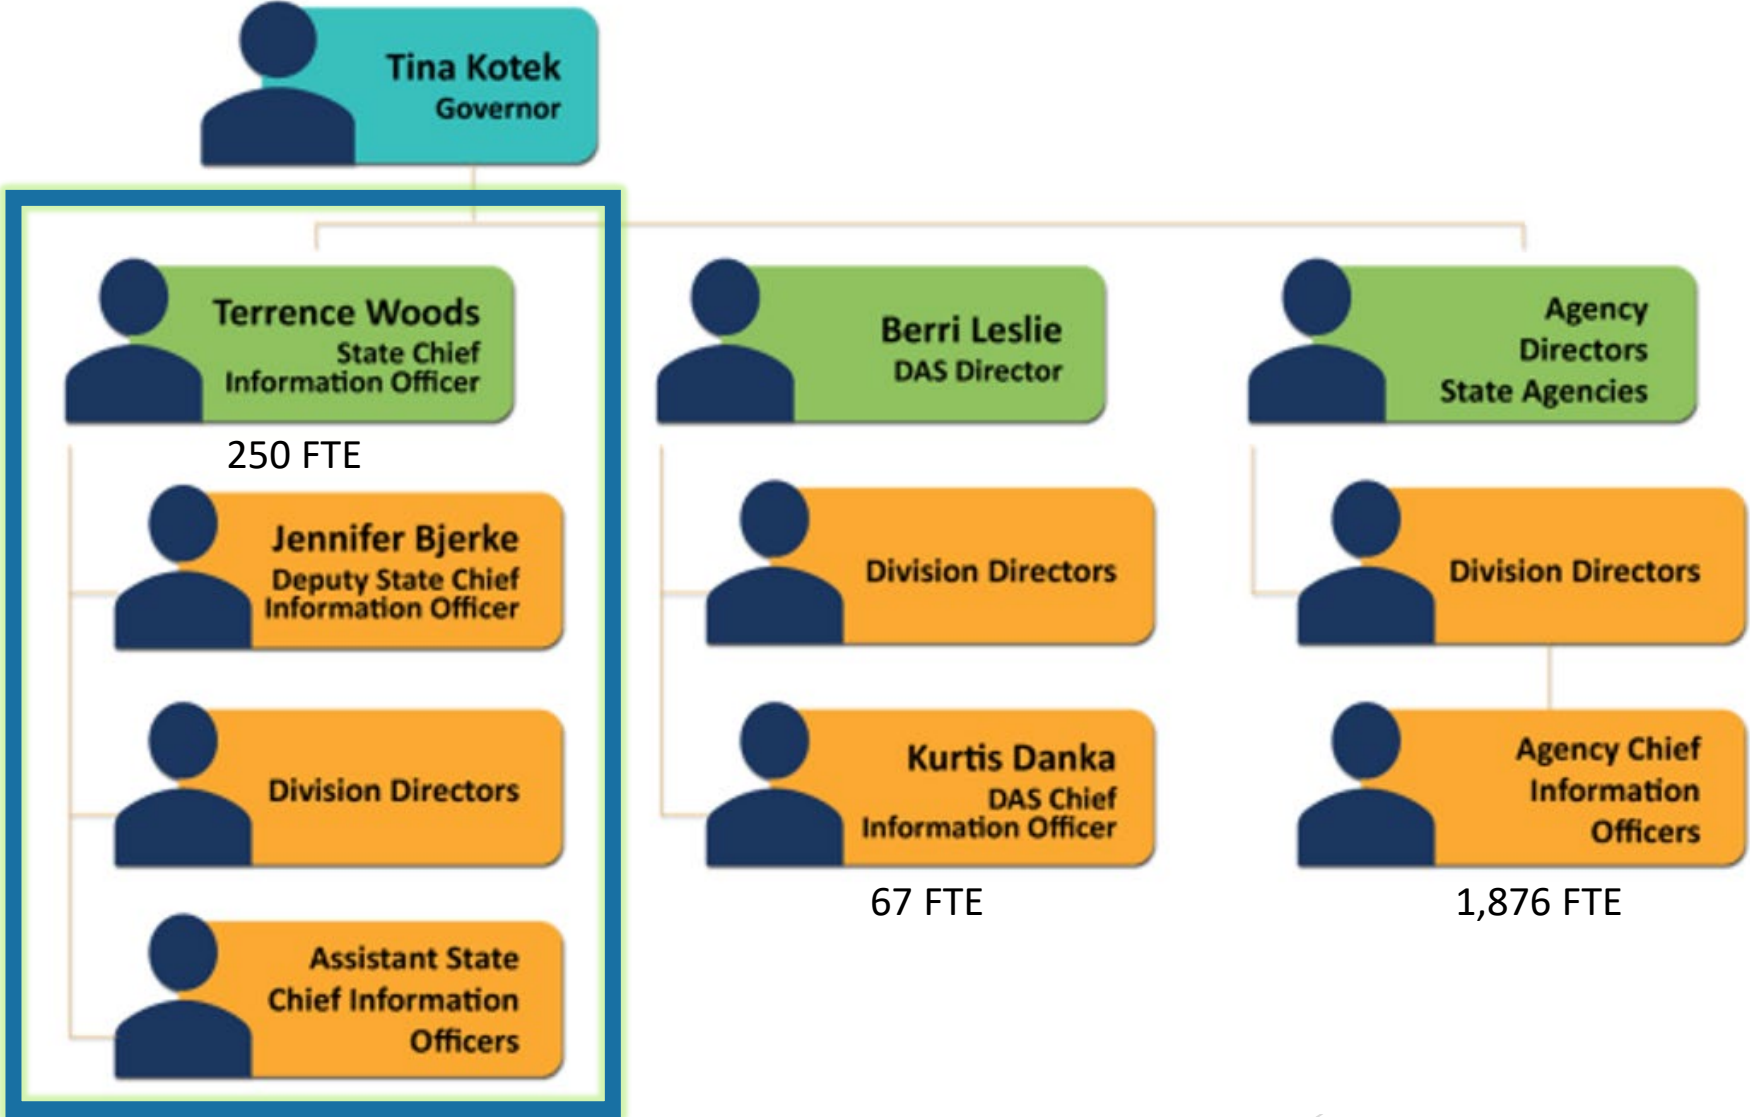 Tina Kotek
Governor
Terrence Woods
State Chief
Information Officer
250 FTE
Jennifer Bjerke
Deputy State Chief
Information Officer
Division Directors
Assistant State
Chief Information
Officers
Berri Leslie
DAS Director
Division Directors
Kurtis Danka
DAS Chief
Information Officer
67 FTE
Agency
Directors
State Agencies
Division Directors
Agency Chief
Information
Officers
1,876 FTE